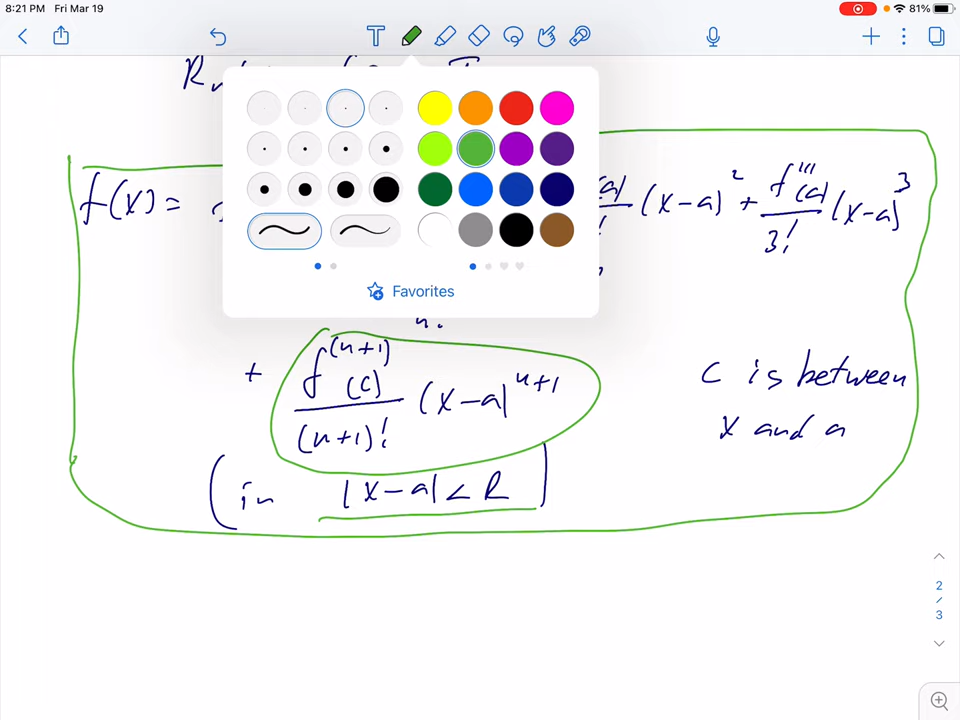 8:21 PM Fri Mar 19 81%
T
f(x) = (a)/! (x-a)² + f'''(a)/3! (x-a)³
Favorites
n!
+ f^(n+1)(c)/(n+1)! (x-a)^n+1
c is between
x and a
(in |x-a| < R)
2
/
3